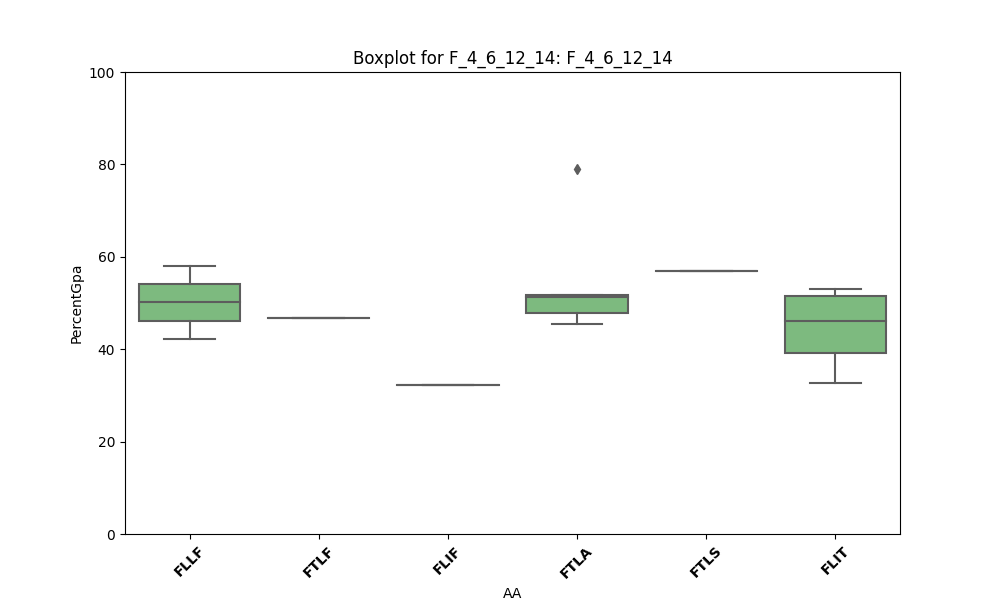 Boxplot for F_4_6_12_14: F_4_6_12_14
100
80
60
40
20
0
PercentGpa
FLLF
FTLF
FLIF
FTLA
FTLS
FLIT
AA